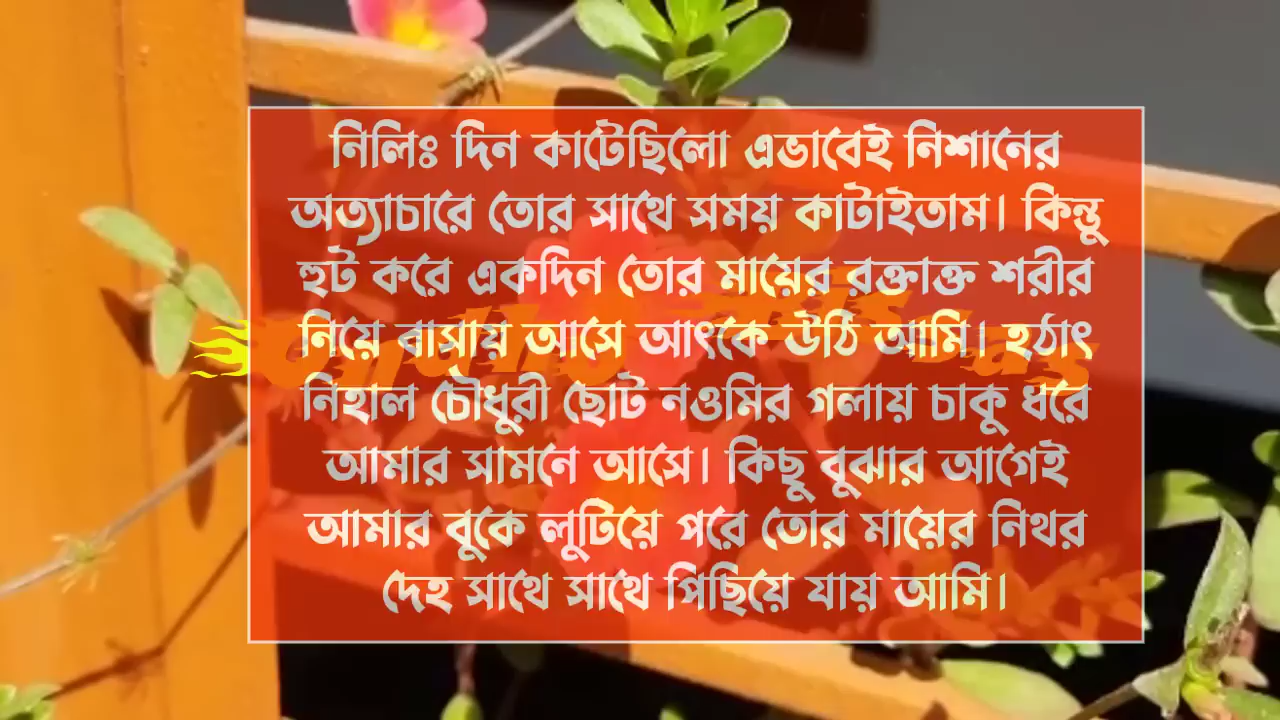 নিলিঃ দিন কাটেছিলো এভাবেই নিশানের
অত্যাচারে তোর সাথে সময় কাটাইতাম। কিন্তু
হুট করে একদিন তোর মায়ের রক্তাক্ত শরীর
নিয়ে বাসায় আসে আৎকে উঠি আমি। হঠাৎ
নিহাল চৌধুরী ছোট নওমির গলায় চাকু ধরে
আমার সামনে আসে। কিছু বুঝার আগেই
আমার বুকে লুটিয়ে পরে তোর মায়ের নিথর
দেহ সাথে সাথে পিছিয়ে যায় আমি।